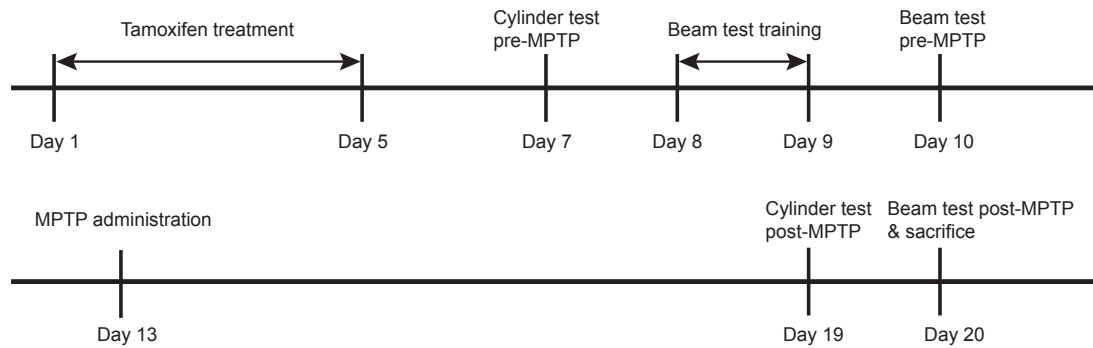 Tamoxifen treatment
Cylinder test
pre-MPTP
Beam test training
Beam test
pre-MPTP
Day 1
Day 5
Day 7
Day 8
Day 9
Day 10
MPTP administration
Cylinder test
post-MPTP
Beam test post-MPTP
& sacrifice
Day 13
Day 19
Day 20